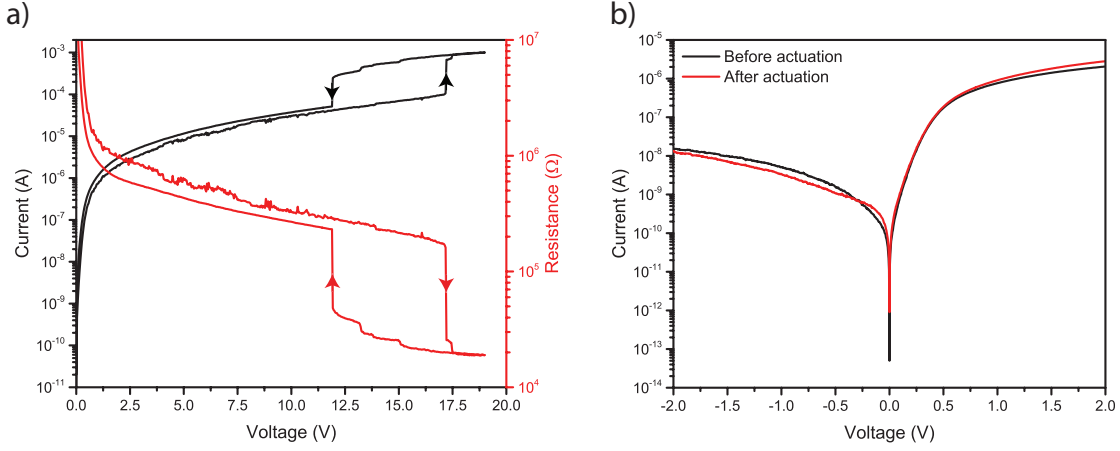 a)
10⁻³
10⁻⁴
10⁻⁵
10⁻⁶
10⁻⁷
10⁻⁸
10⁻⁹
10⁻¹⁰
10⁻¹¹
Current (A)
10⁷
10⁶
10⁵
10⁴
Resistance (Ω)
0.0 2.5 5.0 7.5 10.0 12.5 15.0 17.5 20.0
Voltage (V)
b)
Before actuation
After actuation
10⁻⁵
10⁻⁶
10⁻⁷
10⁻⁸
10⁻⁹
10⁻¹⁰
10⁻¹¹
10⁻¹²
10⁻¹³
10⁻¹⁴
Current (A)
-2.0 -1.5 -1.0 -0.5 0.0 0.5 1.0 1.5 2.0
Voltage (V)